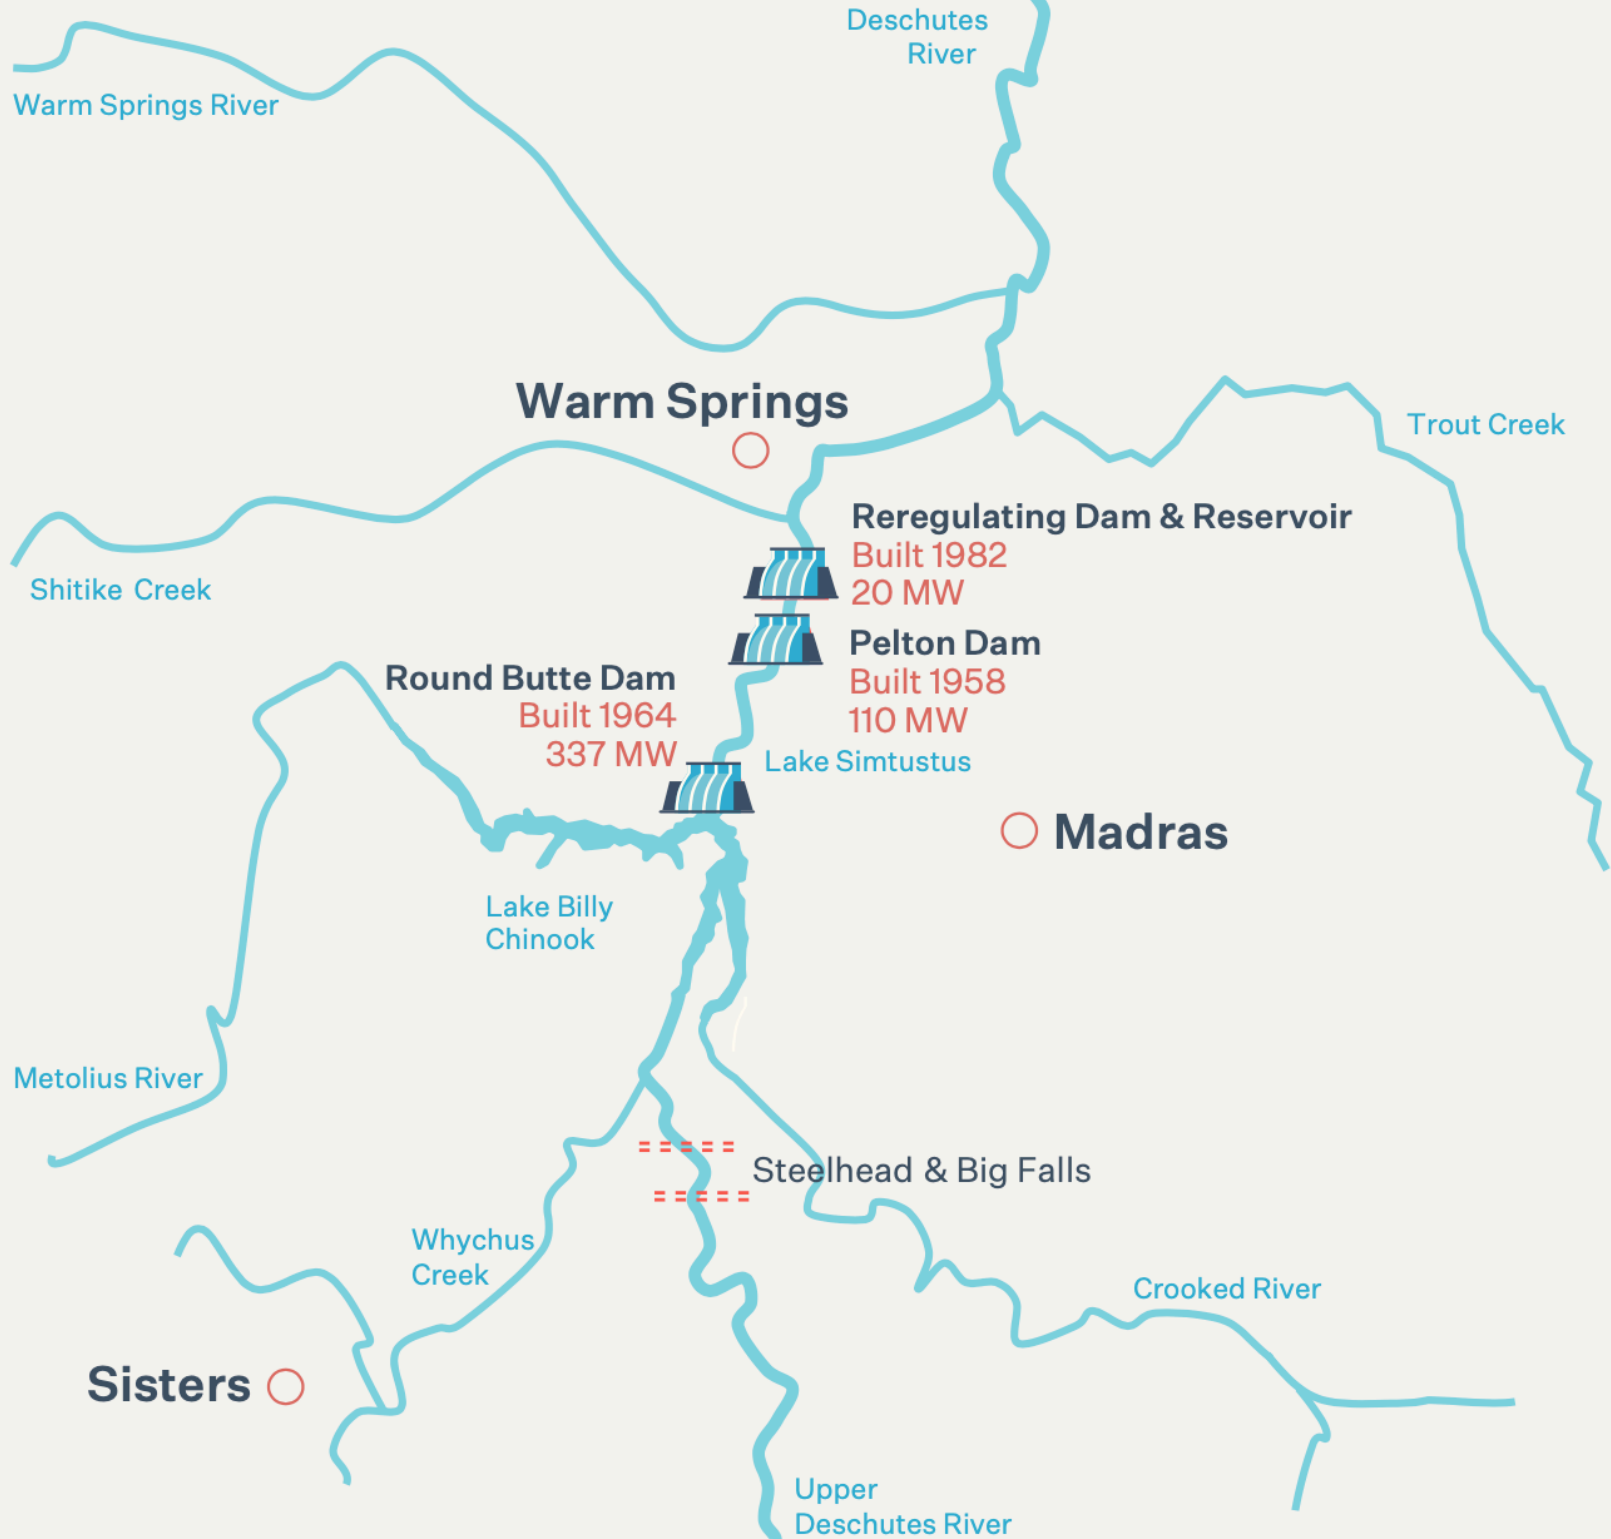 Deschutes
River
Warm Springs River
Warm Springs
Trout Creek
Reregulating Dam & Reservoir
Built 1982
20 MW
Shitike Creek
Pelton Dam
Built 1958
110 MW
Round Butte Dam
Built 1964
337 MW
Lake Simtustus
Madras
Lake Billy
Chinook
Metolius River
Steelhead & Big Falls
Whychus
Creek
Crooked River
Sisters
Upper
Deschutes River